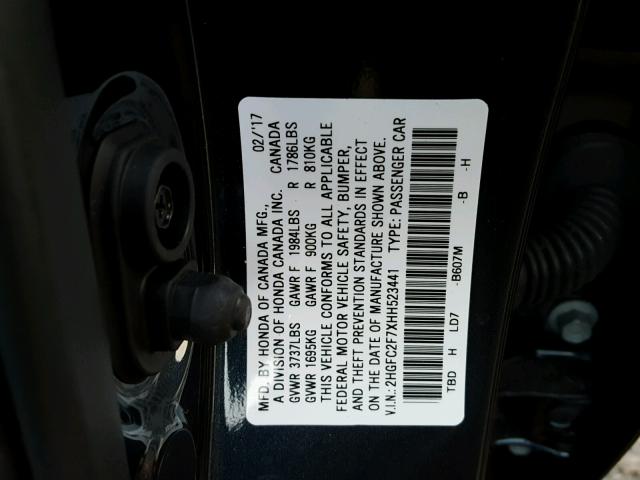 MFD. BY HONDA OF CANADA MFG., 02/'17
A DIVISION OF HONDA CANADA INC. CANADA
GVWR 3737LBS GAWR F 1984LBS R 1786LBS
GVWR 1695KG GAWR F 900KG R 810KG
THIS VEHICLE CONFORMS TO ALL APPLICABLE
FEDERAL MOTOR VEHICLE SAFETY, BUMPER,
AND THEFT PREVENTION STANDARDS IN EFFECT
ON THE DATE OF MANUFACTURE SHOWN ABOVE.
V.I.N.: 2HGFC2F7XHH523441 TYPE: PASSENGER CAR
TBD H LD7 -B607M -B -H